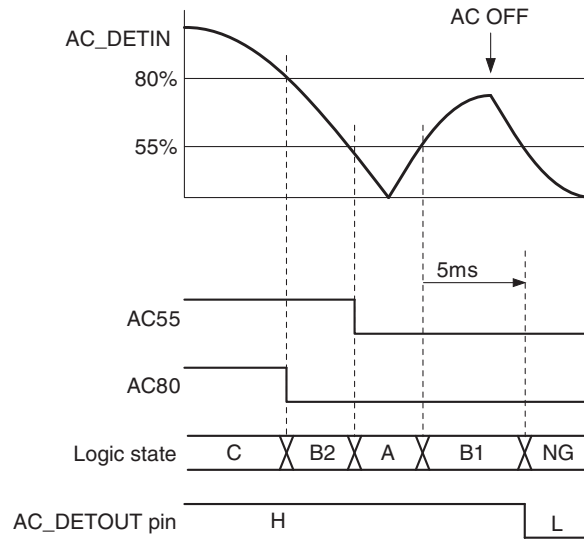 AC OFF
AC_DETIN
80%
55%
5ms
AC55
AC80
Logic state C B2 A B1 NG
AC_DETOUT pin H L